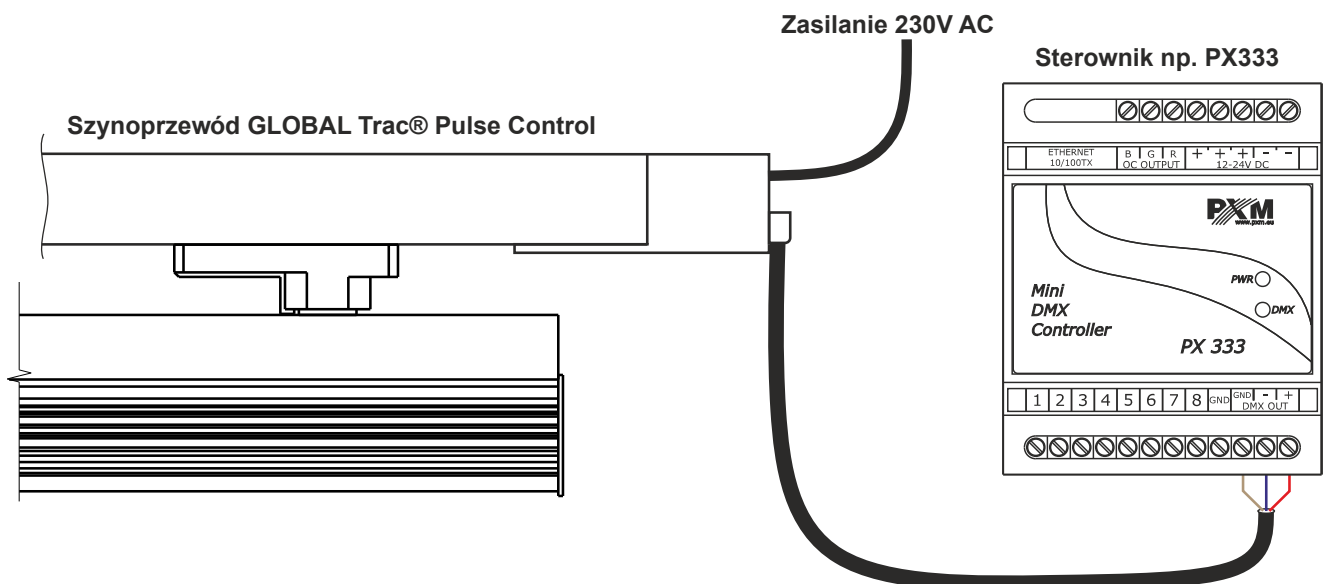 Zasilanie 230V AC
Sterownik np. PX333
Szynoprzewód GLOBAL Trac® Pulse Control
ETHERNET
10/100TX
B G R
OC OUTPUT
+ + + - -
12-24V DC
PXM
www.pxm.eu
PWR
DMX
Mini
DMX
Controller
PX 333
1 2 3 4 5 6 7 8 GND GND - +
DMX OUT